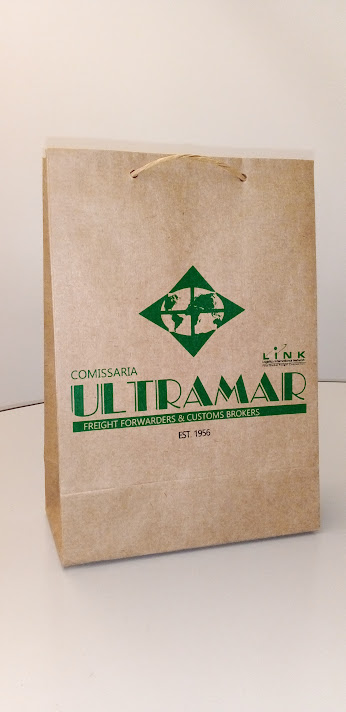 LINK
COMISSARIA
ULTRAMAR
FREIGHT FORWARDERS & CUSTOMS BROKERS
EST. 1956